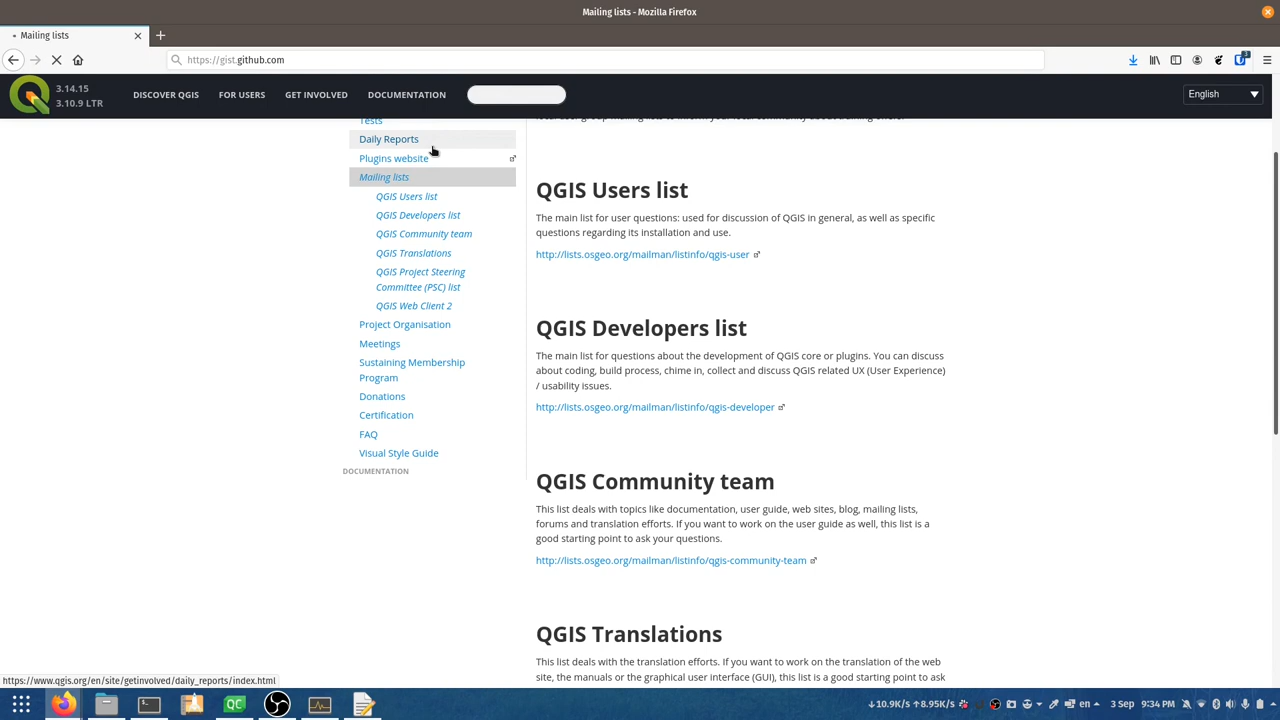 Mailing lists - Mozilla Firefox
Mailing lists
https://gist.github.com
3.14.15
3.10.9 LTR
DISCOVER QGIS
FOR USERS
GET INVOLVED
DOCUMENTATION
English
Tests
Daily Reports
Plugins website
Mailing lists
QGIS Users list
QGIS Developers list
QGIS Community team
QGIS Translations
QGIS Project Steering
Committee (PSC) list
QGIS Web Client 2
Project Organisation
Meetings
Sustaining Membership
Program
Donations
Certification
FAQ
Visual Style Guide
DOCUMENTATION
QGIS Users list
The main list for user questions: used for discussion of QGIS in general, as well as specific
questions regarding its installation and use.
http://lists.osgeo.org/mailman/listinfo/qgis-user
QGIS Developers list
The main list for questions about the development of QGIS core or plugins. You can discuss
about coding, build process, chime in, collect and discuss QGIS related UX (User Experience)
/ usability issues.
http://lists.osgeo.org/mailman/listinfo/qgis-developer
QGIS Community team
This list deals with topics like documentation, user guide, web sites, blog, mailing lists,
forums and translation efforts. If you want to work on the user guide as well, this list is a
good starting point to ask your questions.
http://lists.osgeo.org/mailman/listinfo/qgis-community-team
QGIS Translations
This list deals with the translation efforts. If you want to work on the translation of the web
site, the manuals or the graphical user interface (GUI), this list is a good starting point to ask
https://www.qgis.org/en/site/getinvolved/daily_reports/index.html
QC
↓10.9K/s ↑8.95K/s
en
3 Sep
9:34 PM